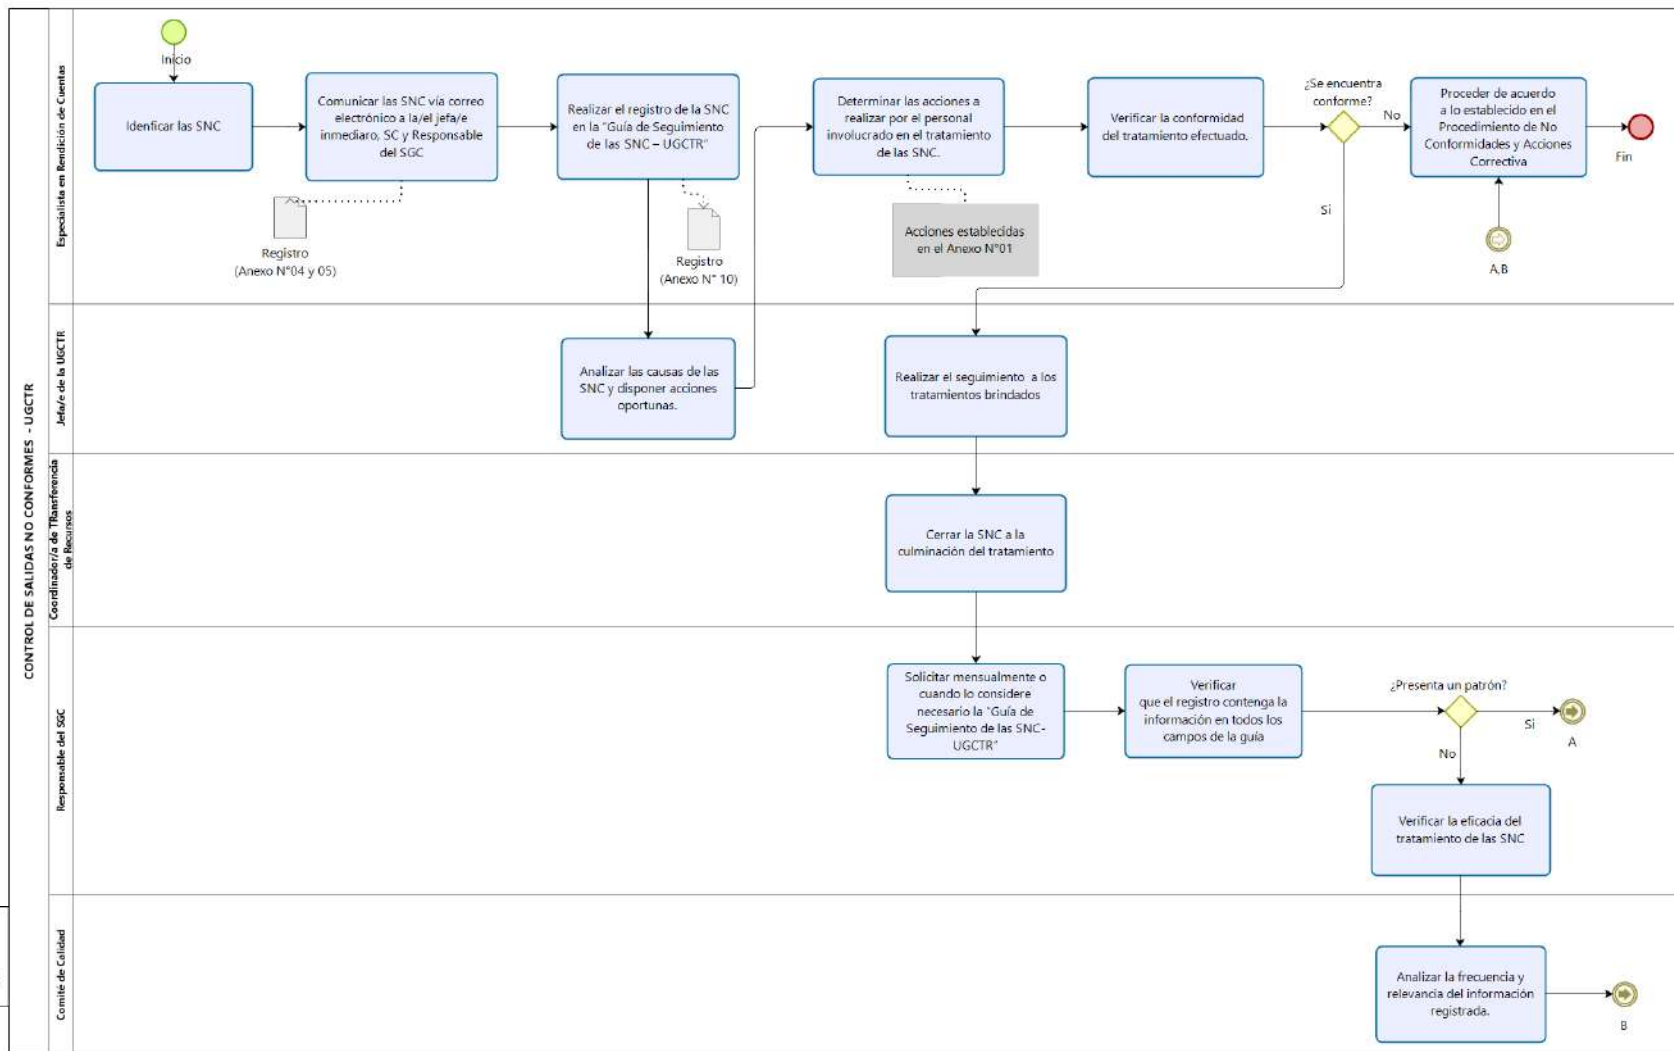 CONTROL DE SALIDAS NO CONFORMES - UGCTR
Especialista en Rendición de Cuentas
Inicio
Idenficar las SNC
Comunicar las SNC vía correo
electrónico a la/el jefa/e
inmediaro, SC y Responsable
del SGC
Registro
(Anexo N°04 y 05)
Realizar el registro de la SNC
en la "Guía de Seguimiento
de las SNC – UGCTR"
Registro
(Anexo N° 10)
Determinar las acciones a
realizar por el personal
involucrado en el tratamiento
de las SNC.
Acciones establecidas
en el Anexo N°01
Verificar la conformidad
del tratamiento efectuado.
¿Se encuentra
conforme?
No
Si
Proceder de acuerdo
a lo establecido en el
Procedimiento de No
Conformidades y Acciones
Correctiva
Fin
A,B
Jefa/e de la UGCTR
Analizar las causas de las
SNC y disponer acciones
oportunas.
Realizar el seguimiento a los
tratamientos brindados
Coordinador/a de TRansferencia
de Recursos
Cerrar la SNC a la
culminación del tratamiento
Responsable del SGC
Solicitar mensualmente o
cuando lo considere
necesario la "Guía de
Seguimiento de las SNC-
UGCTR"
Verificar
que el registro contenga la
información en todos los
campos de la guía
¿Presenta un patrón?
Si
A
No
Verificar la eficacia del
tratamiento de las SNC
Comité de Calidad
Analizar la frecuencia y
relevancia del información
registrada.
B